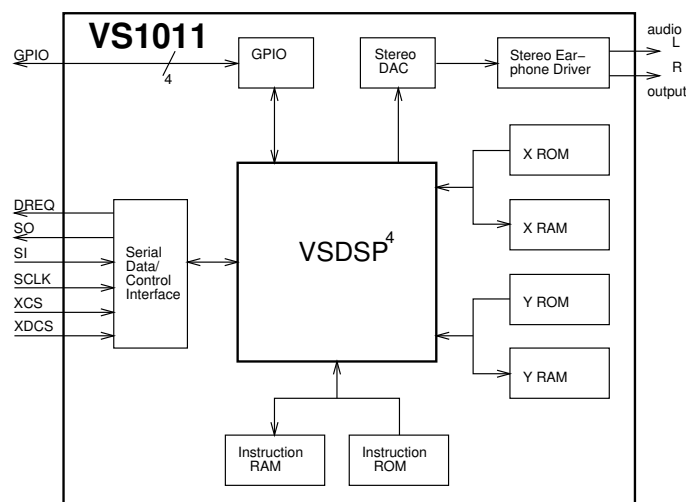 VS1011
audio
L
GPIO
4
GPIO
Stereo
DAC
Stereo Ear-
phone Driver
R
output
X ROM
DREQ
SO
SI
SCLK
XCS
XDCS
Serial
Data/
Control
Interface
VSDSP4
X RAM
Y ROM
Y RAM
Instruction
RAM
Instruction
ROM